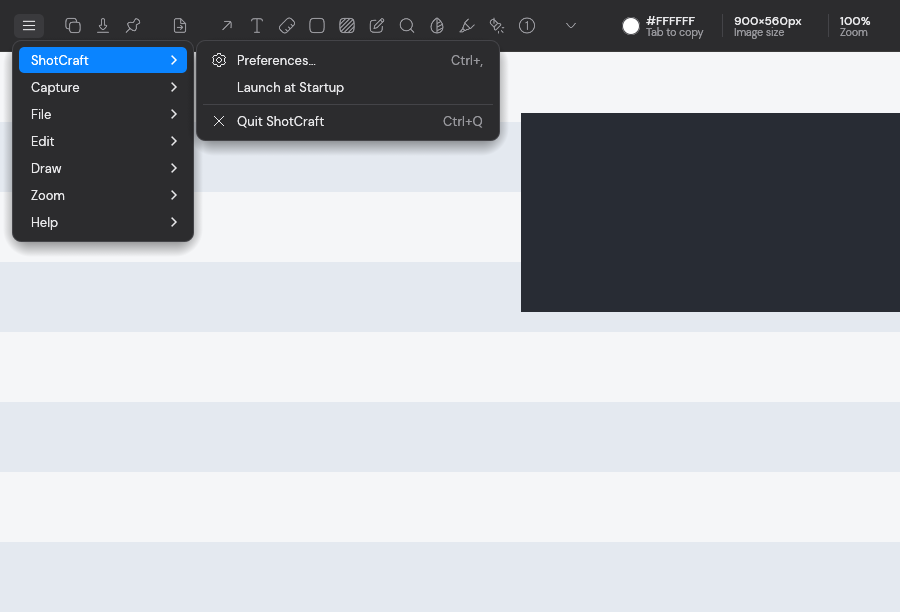 #FFFFFF
Tab to copy
900×560px
Image size
100%
Zoom
ShotCraft
Capture
File
Edit
Draw
Zoom
Help
Preferences... Ctrl+,
Launch at Startup
Quit ShotCraft Ctrl+Q